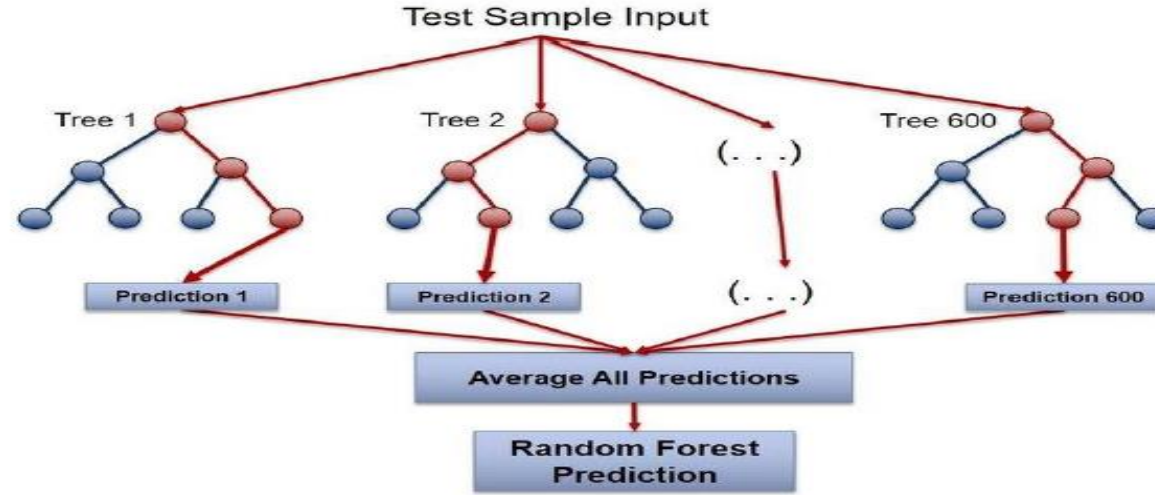 Test Sample Input
Tree 1
Tree 2
(. . .)
Tree 600
Prediction 1
Prediction 2
(. . .)
Prediction 600
Average All Predictions
Random Forest
Prediction